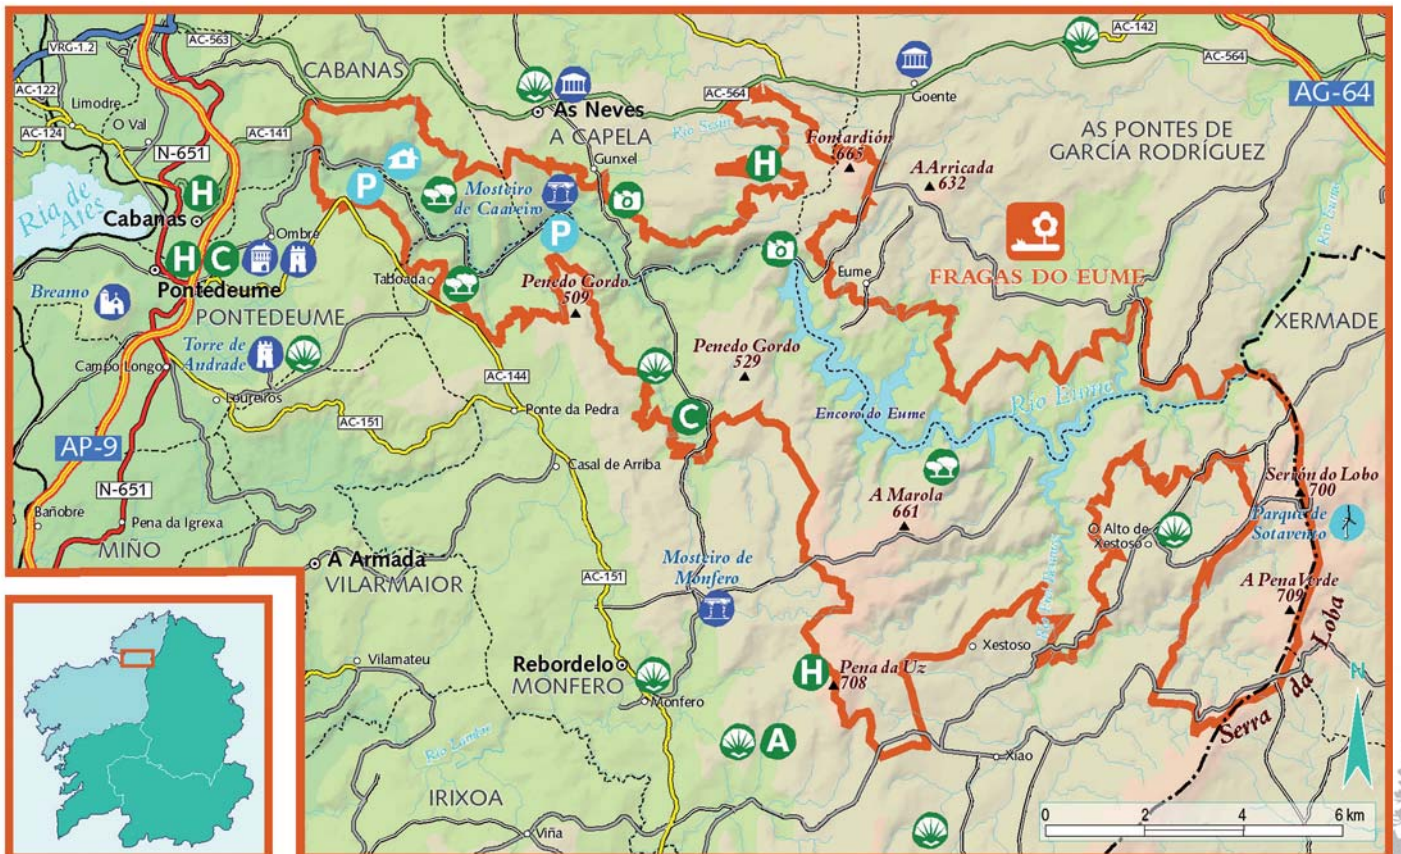 VRG-1.2
AC-563
CABANAS
AC-142
AC-564
AC-122
Limodre
As Neves
A CAPELA
AC-564
Goente
AG-64
O Val
AC-124
AC-141
N-651
Gunxel
Río Sesín
Fontardión
665
A Arricada
632
AS PONTES DE
GARCÍA RODRÍGUEZ
Ría de
Ares
H
Cabanas
P
Mosteiro
de Caaveiro
H
Río Eume
Ombre
P
H
C
Taboada
Eume
FRAGAS DO EUME
Breamo
Pontedeume
PONTEDEUME
Penedo Gordo
509
XERMADE
Torre de
Andrade
Campo Longo
Penedo Gordo
529
AC-144
Loureiros
Ponte da Pedra
C
Encoro do Eume
Río Eume
AC-151
AP-9
Casal de Arriba
N-651
A Marola
661
Serrón do Lobo
700
Bañobre
Pena da Igrexa
Alto de
Xestoso
Parque de
Sotavento
MIÑO
A Armada
VILARMAIOR
AC-151
Mosteiro de
Monfero
A Pena Verde
709
Vilamateu
Rebordelo
MONFERO
Xestoso
Serra da Loba
H
Pena da Uz
708
N
Monfero
A
Río Lambre
Xiao
IRIXOA
Viña
0 2 4 6 km